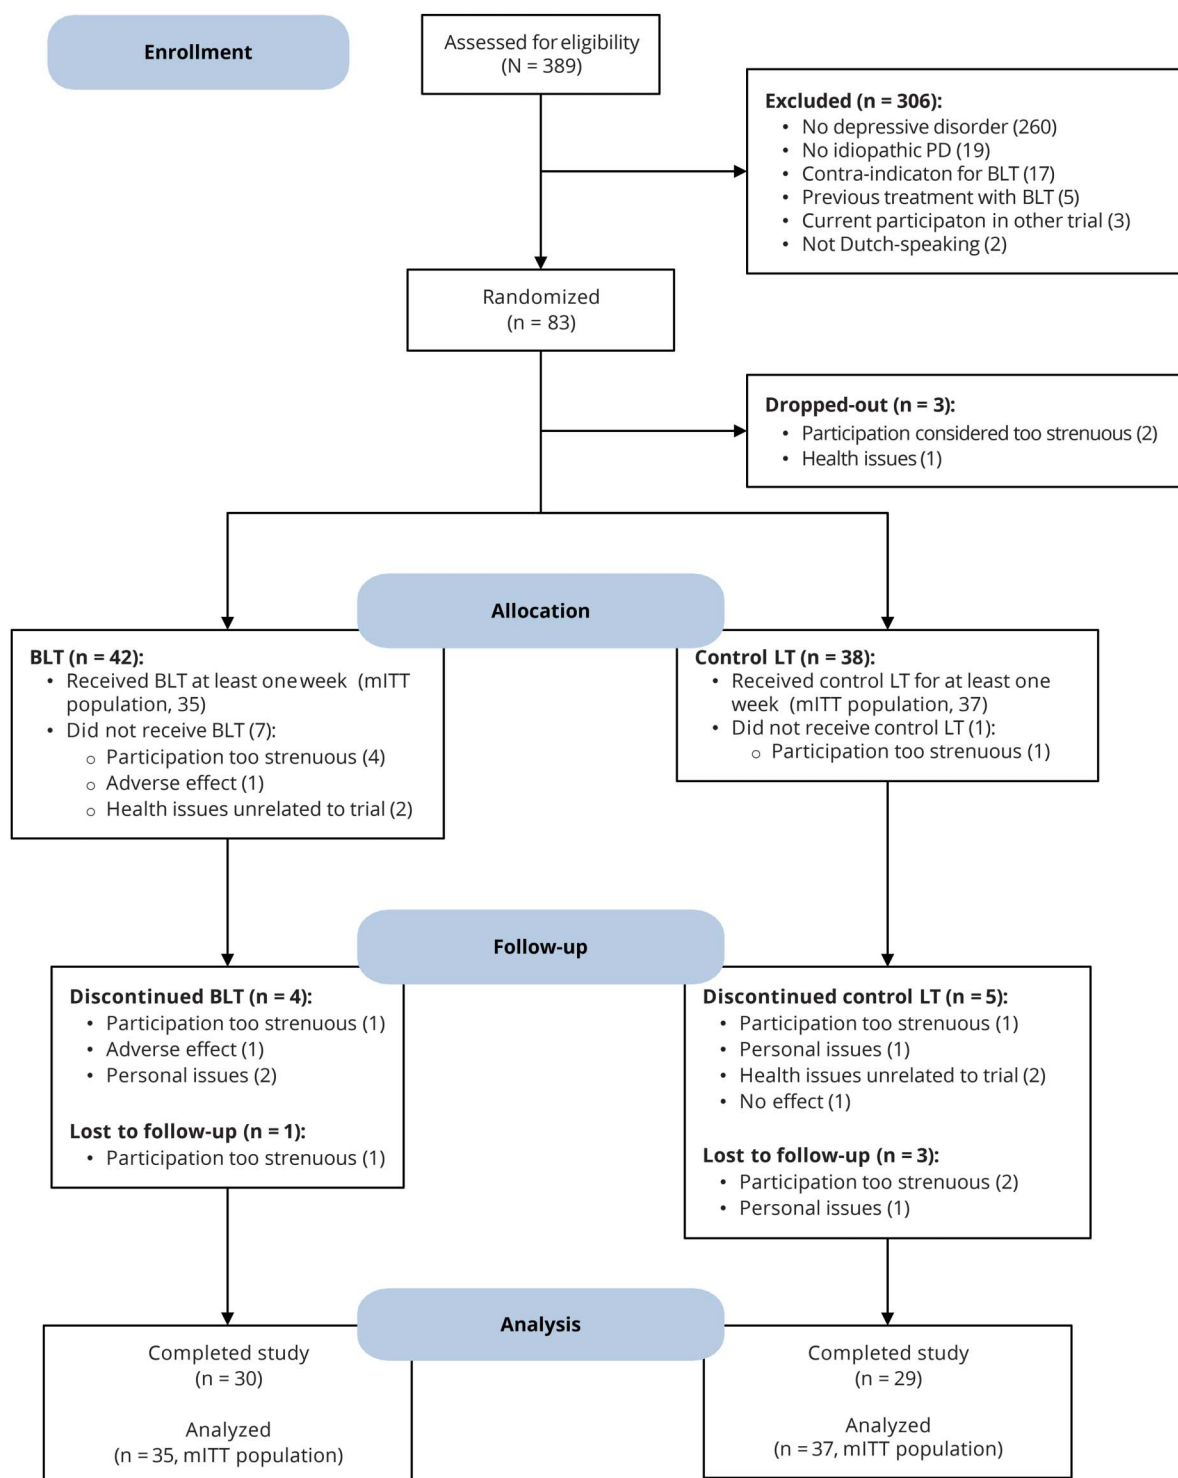 Enrollment
Assessed for eligibility
(N = 389)
Excluded (n = 306):
• No depressive disorder (260)
• No idiopathic PD (19)
• Contra-indicaton for BLT (17)
• Previous treatment with BLT (5)
• Current participaton in other trial (3)
• Not Dutch-speaking (2)
Randomized
(n = 83)
Dropped-out (n = 3):
• Participation considered too strenuous (2)
• Health issues (1)
Allocation
BLT (n = 42):
• Received BLT at least one week (mITT
population, 35)
• Did not receive BLT (7):
o Participation too strenuous (4)
o Adverse effect (1)
o Health issues unrelated to trial (2)
Control LT (n = 38):
• Received control LT for at least one
week (mITT population, 37)
• Did not receive control LT (1):
o Participation too strenuous (1)
Follow-up
Discontinued BLT (n = 4):
• Participation too strenuous (1)
• Adverse effect (1)
• Personal issues (2)
Lost to follow-up (n = 1):
• Participation too strenuous (1)
Discontinued control LT (n = 5):
• Participation too strenuous (1)
• Personal issues (1)
• Health issues unrelated to trial (2)
• No effect (1)
Lost to follow-up (n = 3):
• Participation too strenuous (2)
• Personal issues (1)
Analysis
Completed study
(n = 30)
Analyzed
(n = 35, mITT population)
Completed study
(n = 29)
Analyzed
(n = 37, mITT population)